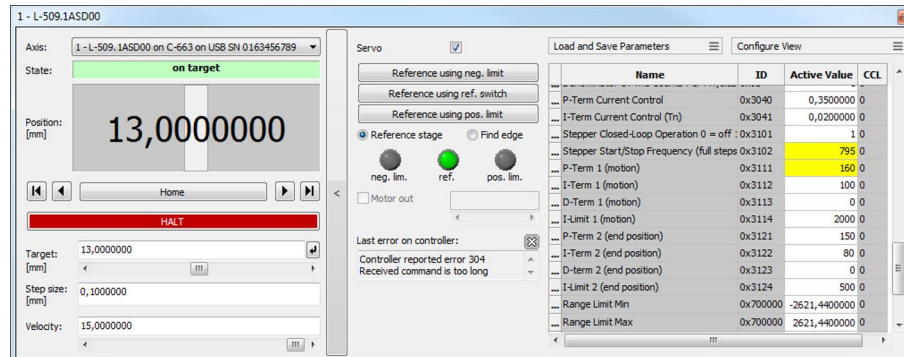 1 - L-509.1ASD00
Axis: 1 - L-509. 1ASD00 on C-663 on USB SN 0163456789
State: on target
Position:
[mm]
13,0000000
Home
HALT
Target:
[mm]
13,0000000
Step size:
[mm]
0,1000000
Velocity: 15,0000000
<
Servo
Reference using neg. limit
Reference using ref. switch
Reference using pos. limit
Reference stage Find edge
neg. lim. ref. pos. lim.
Motor out
Last error on controller:
Controller reported error 304
Received command is too long
Load and Save Parameters Configure View
Name ID Active Value CCL
... P-Term Current Control 0x3040 0,3500000 0
... I-Term Current Control (Tn) 0x3041 0,0200000 0
... Stepper Closed-Loop Operation 0 = off 0x3101 1 0
... Stepper Start/Stop Frequency (full steps 0x3102 795 0
... P-Term 1 (motion) 0x3111 160 0
... I-Term 1 (motion) 0x3112 100 0
... D-Term 1 (motion) 0x3113 0 0
... I-Limit 1 (motion) 0x3114 2000 0
... P-Term 2 (end position) 0x3121 150 0
... I-Term 2 (end position) 0x3122 80 0
... D-term 2 (end position) 0x3123 0 0
... I-Limit 2 (end position) 0x3124 500 0
... Range Limit Min 0x700000 -2621,4400000 0
... Range Limit Max 0x700000 2621,4400000 0